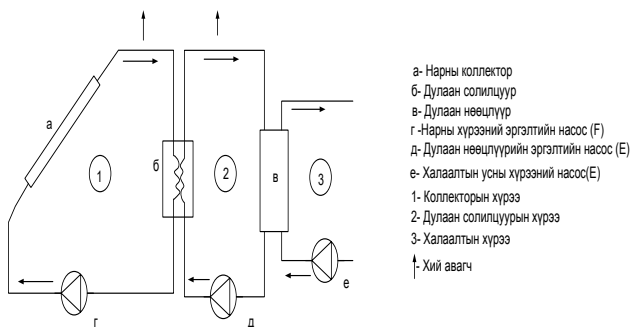 а
1
б
2
в
3
г
д
е
а- Нарны коллектор
б- Дулаан солилцуур
в- Дулаан нөөцлүүр
г -Нарны хүрээний эргэлтийн насос (F)
д- Дулаан нөөцлүүрийн эргэлтийн насос (E)
е- Халаалтын усны хүрээний насос(E)
1- Коллекторын хүрээ
2- Дулаан солилцуурын хүрээ
3- Халаалтын хүрээ
- Хий авагч